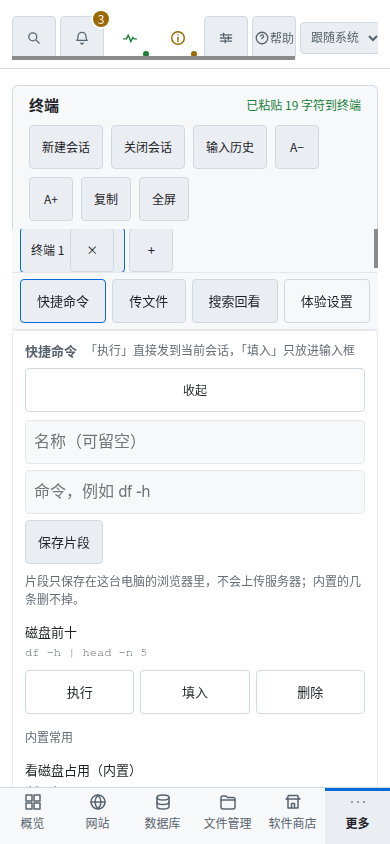 3
帮助
跟随系统
终端
已粘贴 19 字符到终端
新建会话
关闭会话
输入历史
A−
A+
复制
全屏
终端 1
×
+
快捷命令
传文件
搜索回看
体验设置
快捷命令 「执行」直接发到当前会话，「填入」只放进输入框
收起
名称（可留空）
命令，例如 df -h
保存片段
片段只保存在这台电脑的浏览器里，不会上传服务器；内置的几
条删不掉。
磁盘前十
df -h | head -n 5
执行
填入
删除
内置常用
看磁盘占用（内置）
概览
网站
数据库
文件管理
软件商店
更多